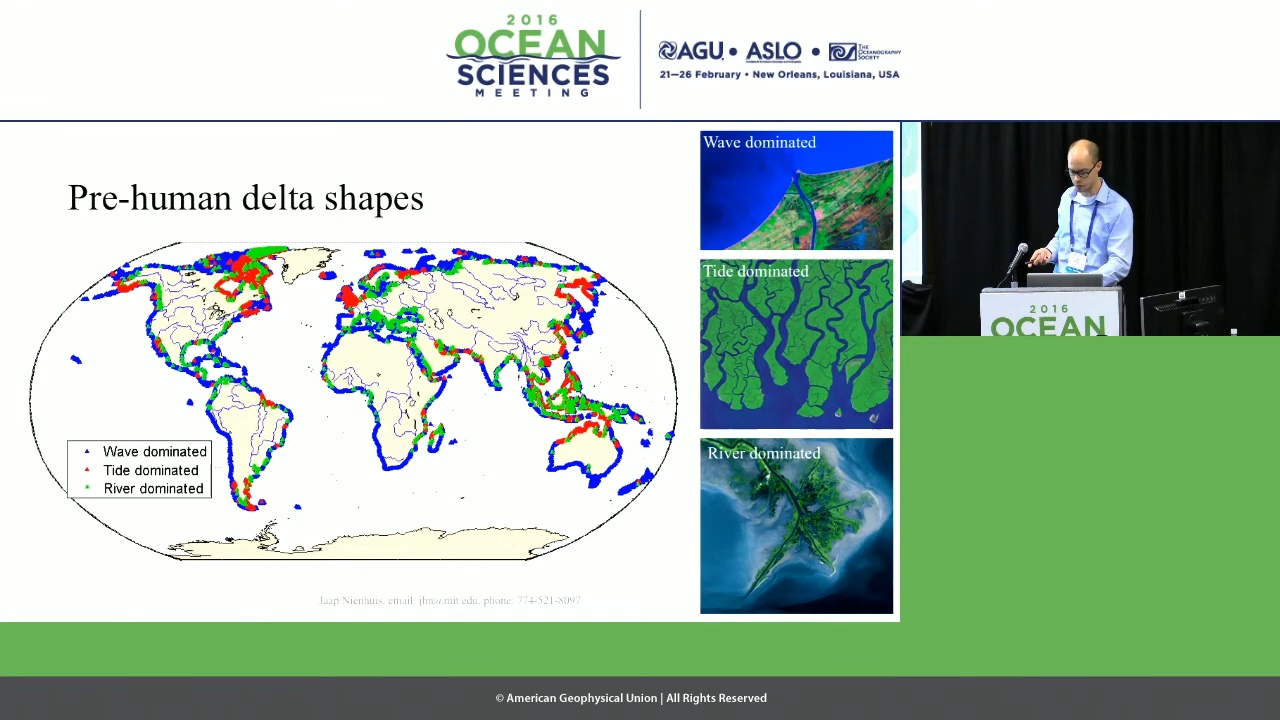 2016
OCEAN
SCIENCES
MEETING
AGU • ASLO • THE OCEANOGRAPHY SOCIETY
21—26 February • New Orleans, Louisiana, USA
Pre-human delta shapes
Wave dominated
Tide dominated
River dominated
Jaap Nienhuis, email: jhn@mit.edu, phone: 774-521-8097
Wave dominated
Tide dominated
River dominated
2016
OCEAN
© American Geophysical Union | All Rights Reserved